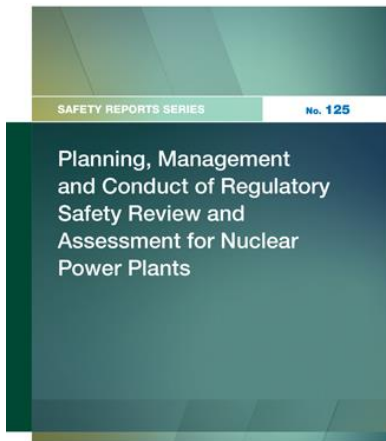 SAFETY REPORTS SERIES No. 125
Planning, Management
and Conduct of Regulatory
Safety Review and
Assessment for Nuclear
Power Plants